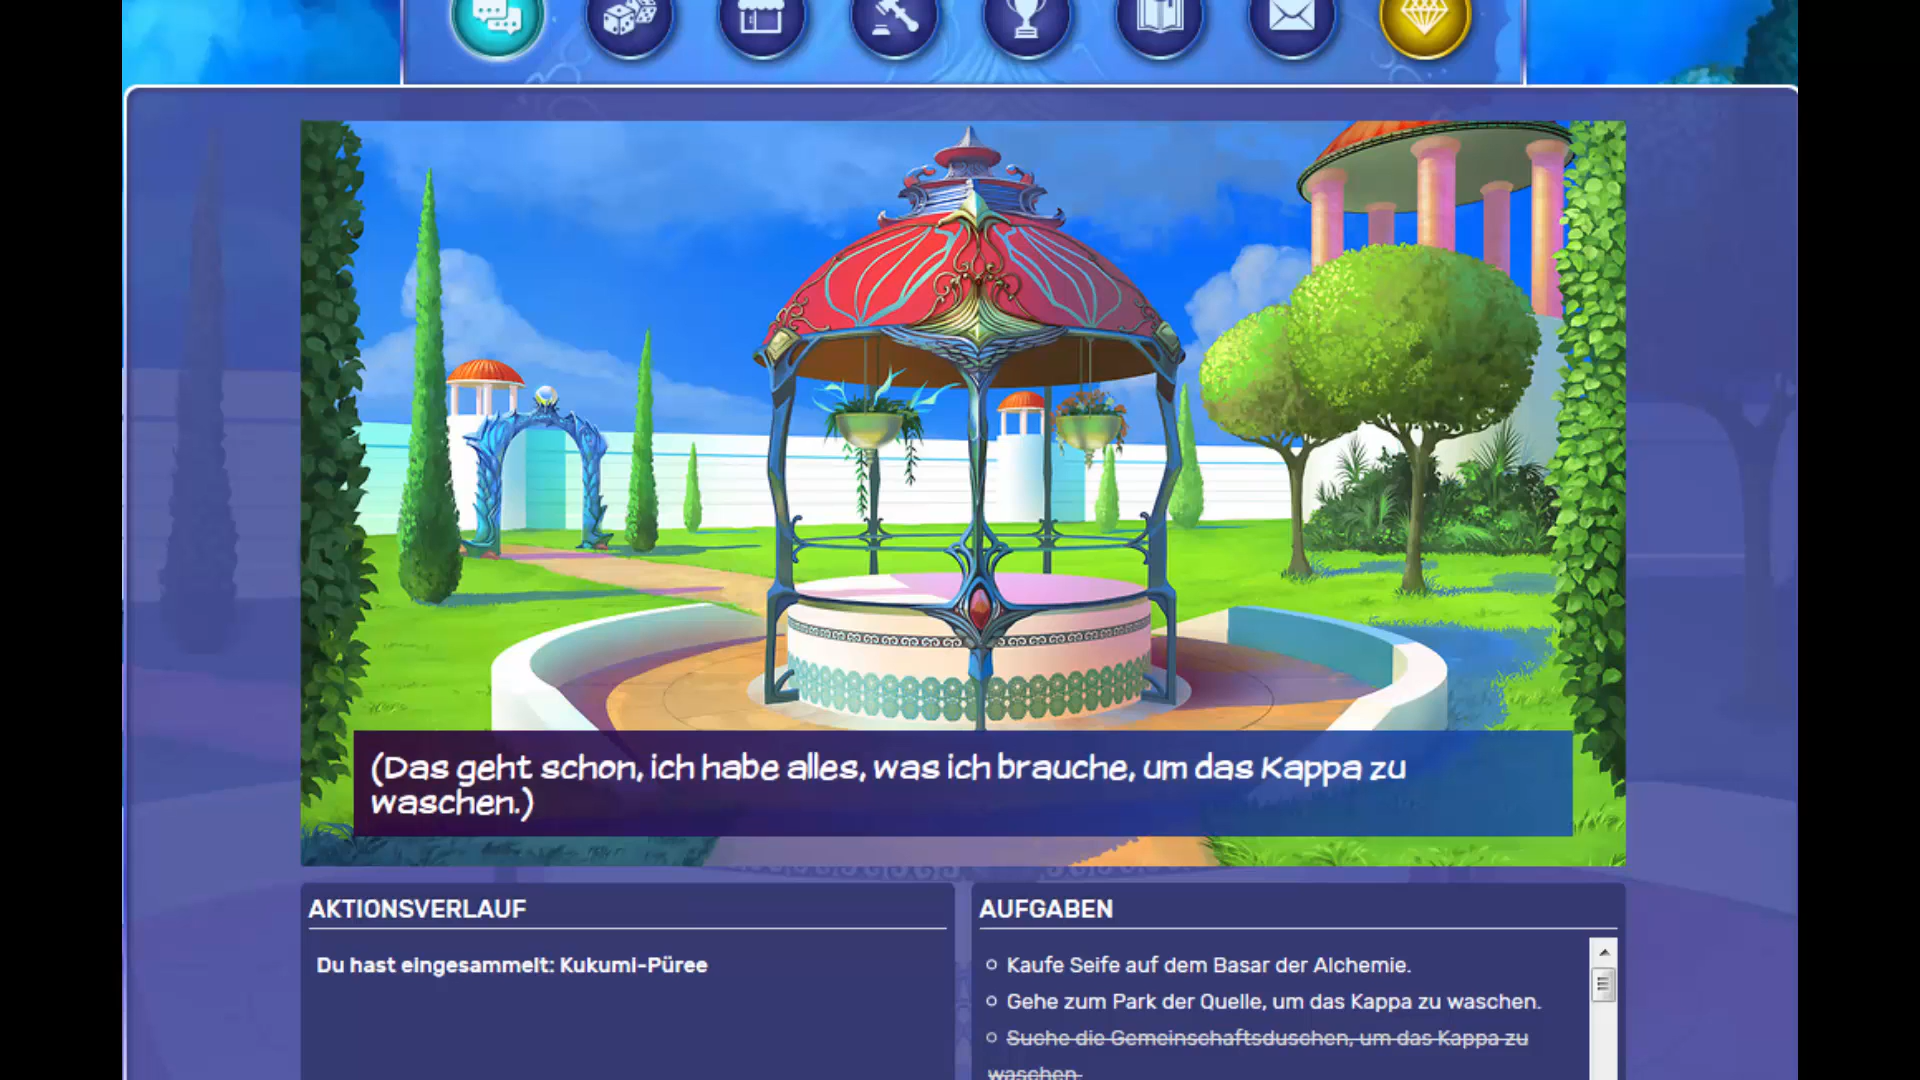 (Das geht schon, ich habe alles, was ich brauche, um das Kappa zu
waschen.)
AKTIONSVERLAUF
Du hast eingesammelt: Kukumi-Püree
AUFGABEN
Kaufe Seife auf dem Basar der Alchemie.
Gehe zum Park der Quelle, um das Kappa zu waschen.
Suche die Gemeinschaftsduschen, um das Kappa zu
waschen.